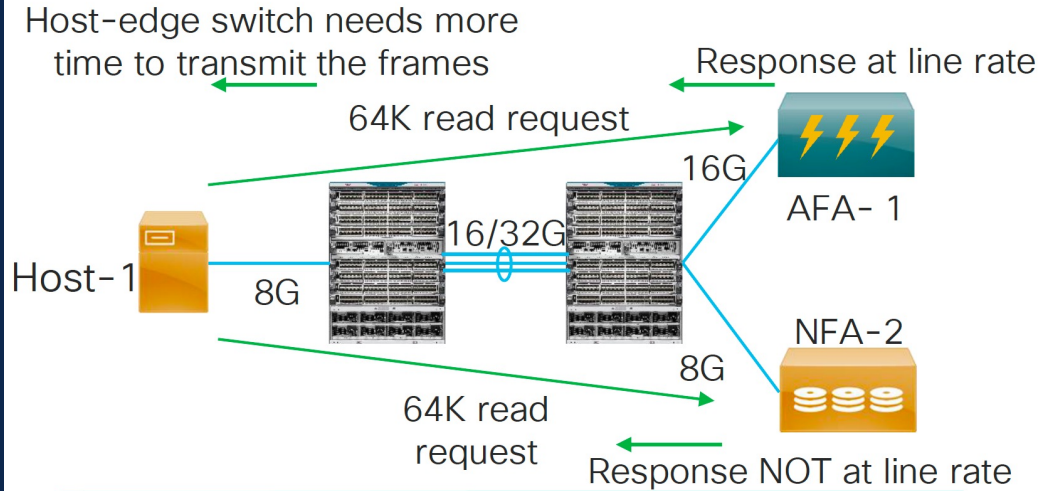 Host-edge switch needs more
time to transmit the frames
Response at line rate
64K read request
16G
AFA- 1
16/32G
Host-1
8G
NFA-2
8G
64K read
request
Response NOT at line rate